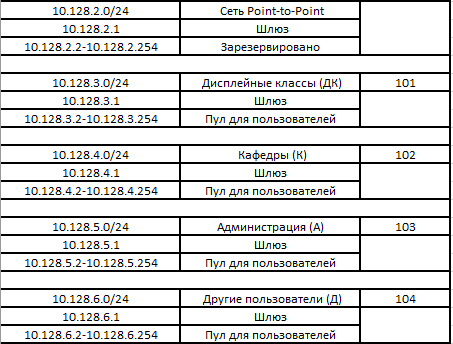 10.128.2.0/24 Сеть Point-to-Point
10.128.2.1 Шлюз
10.128.2.2-10.128.2.254 Зарезервировано
10.128.3.0/24 Дисплейные классы (ДК) 101
10.128.3.1 Шлюз
10.128.3.2-10.128.3.254 Пул для пользователей
10.128.4.0/24 Кафедры (К) 102
10.128.4.1 Шлюз
10.128.4.2-10.128.4.254 Пул для пользователей
10.128.5.0/24 Администрация (А) 103
10.128.5.1 Шлюз
10.128.5.2-10.128.5.254 Пул для пользователей
10.128.6.0/24 Другие пользователи (Д) 104
10.128.6.1 Шлюз
10.128.6.2-10.128.6.254 Пул для пользователей